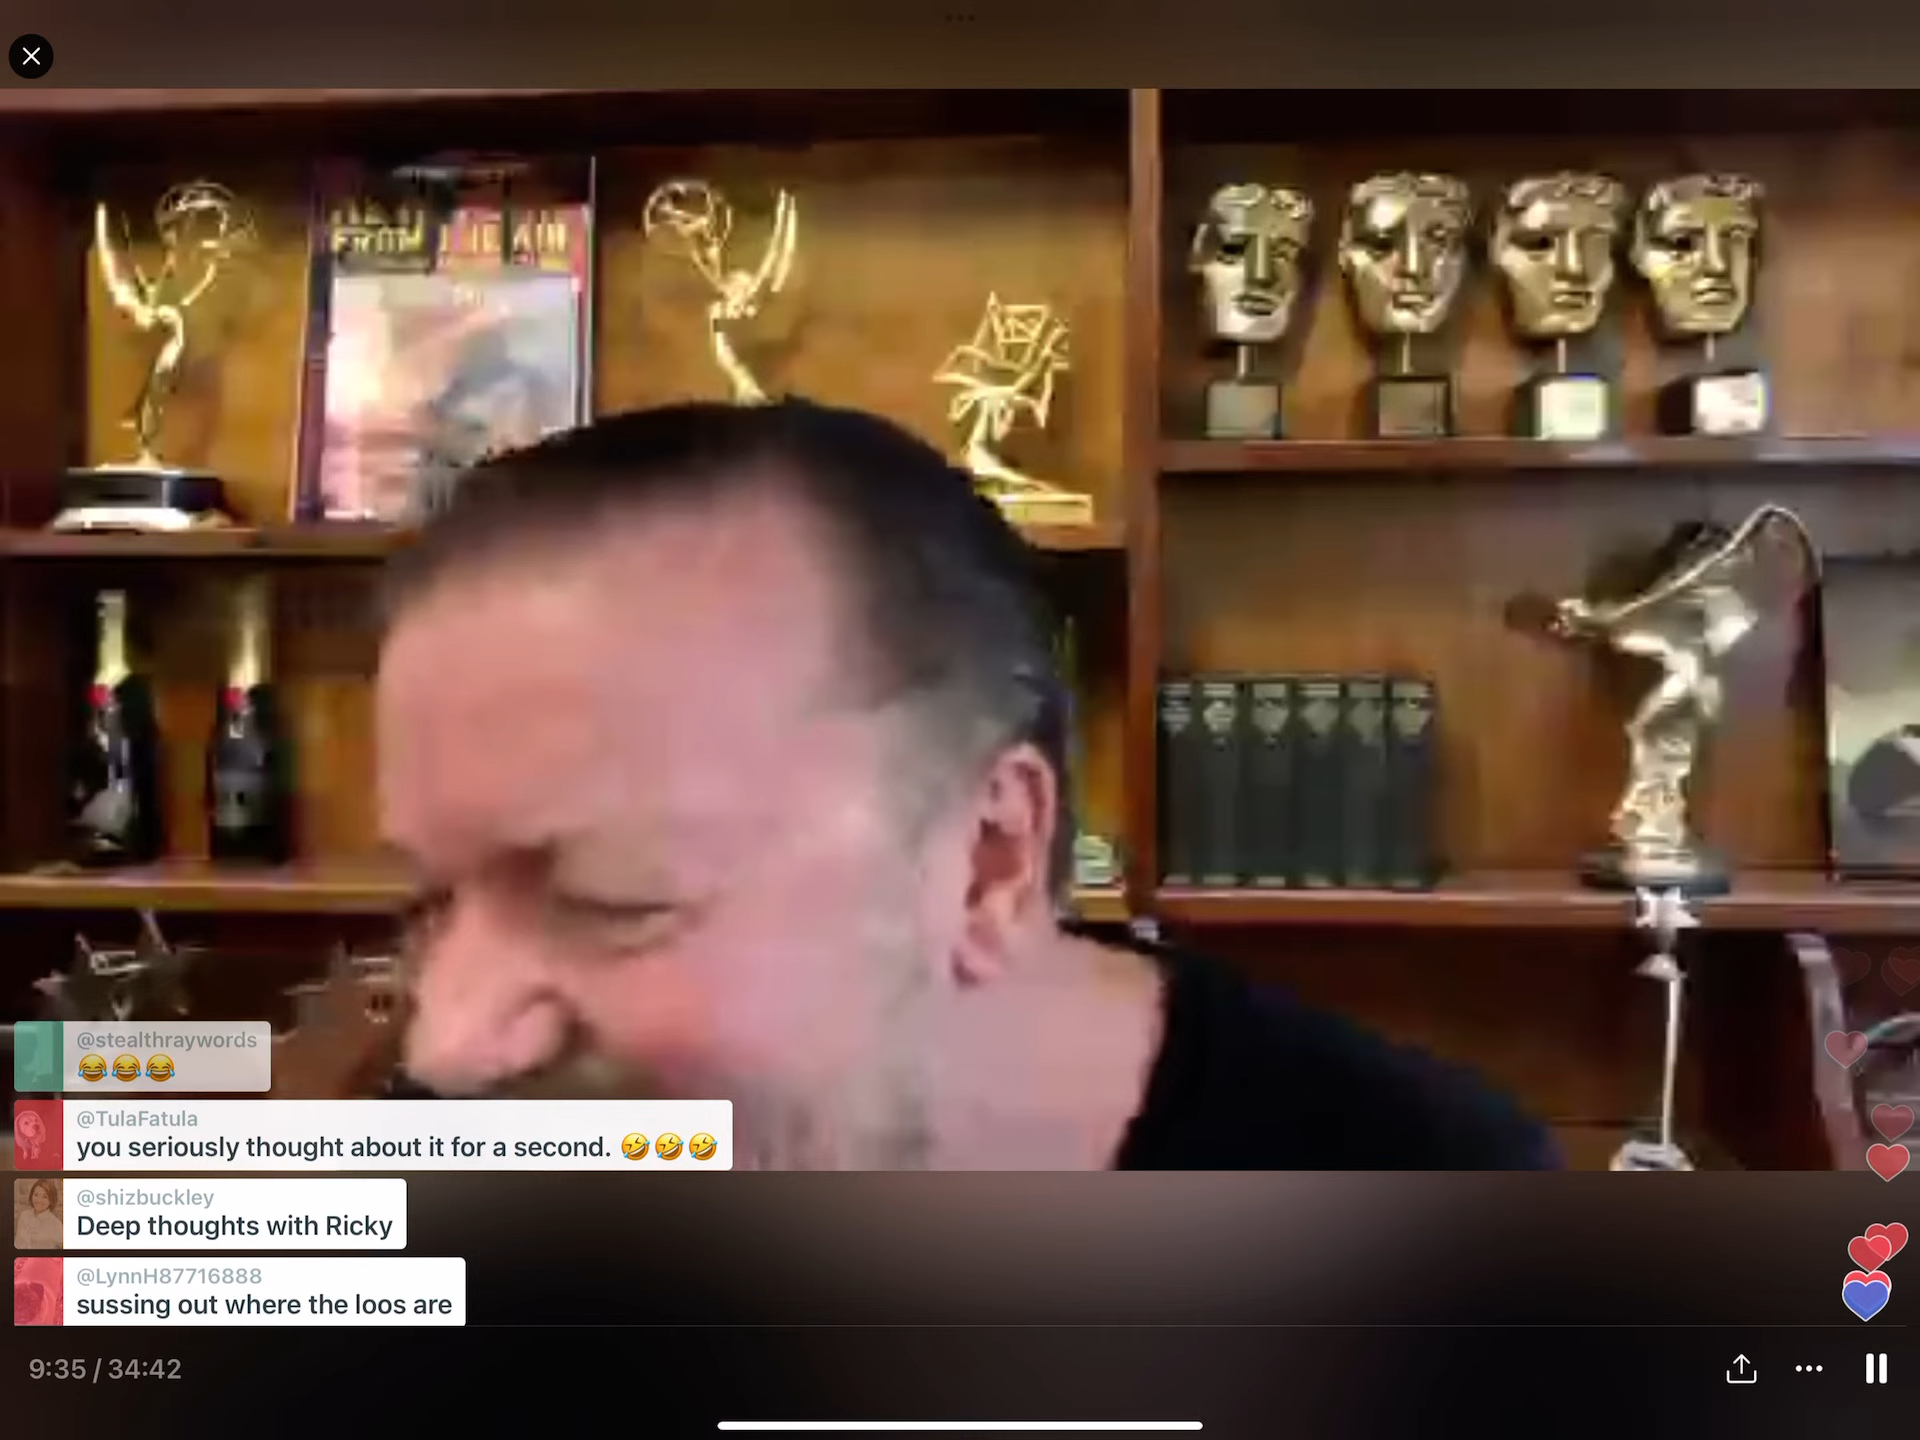 FROM
@stealthraywords
😂😂😂
@TulaFatula
you seriously thought about it for a second. 🤣🤣🤣
@shizbuckley
Deep thoughts with Ricky
@LynnH87716888
sussing out where the loos are
9:35 / 34:42